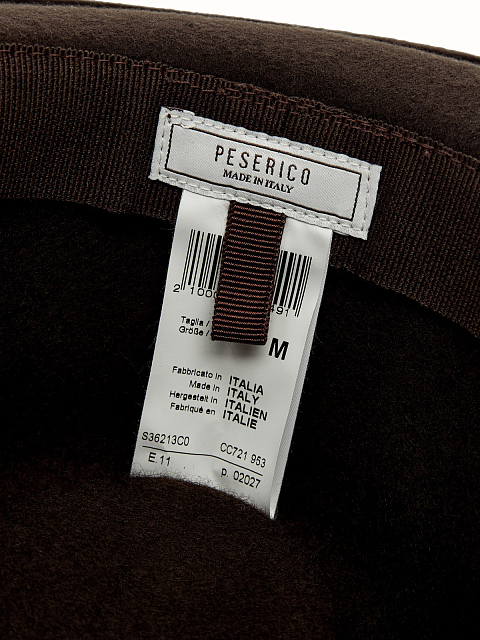 PESERICO
MADE IN ITALY
Taglia /
Größe /
M
Fabbricato in ITALIA
Made in ITALY
Hergestellt in ITALIEN
Fabriqué en ITALIE
S36213C0 CC721 953
E.11 p. 02027